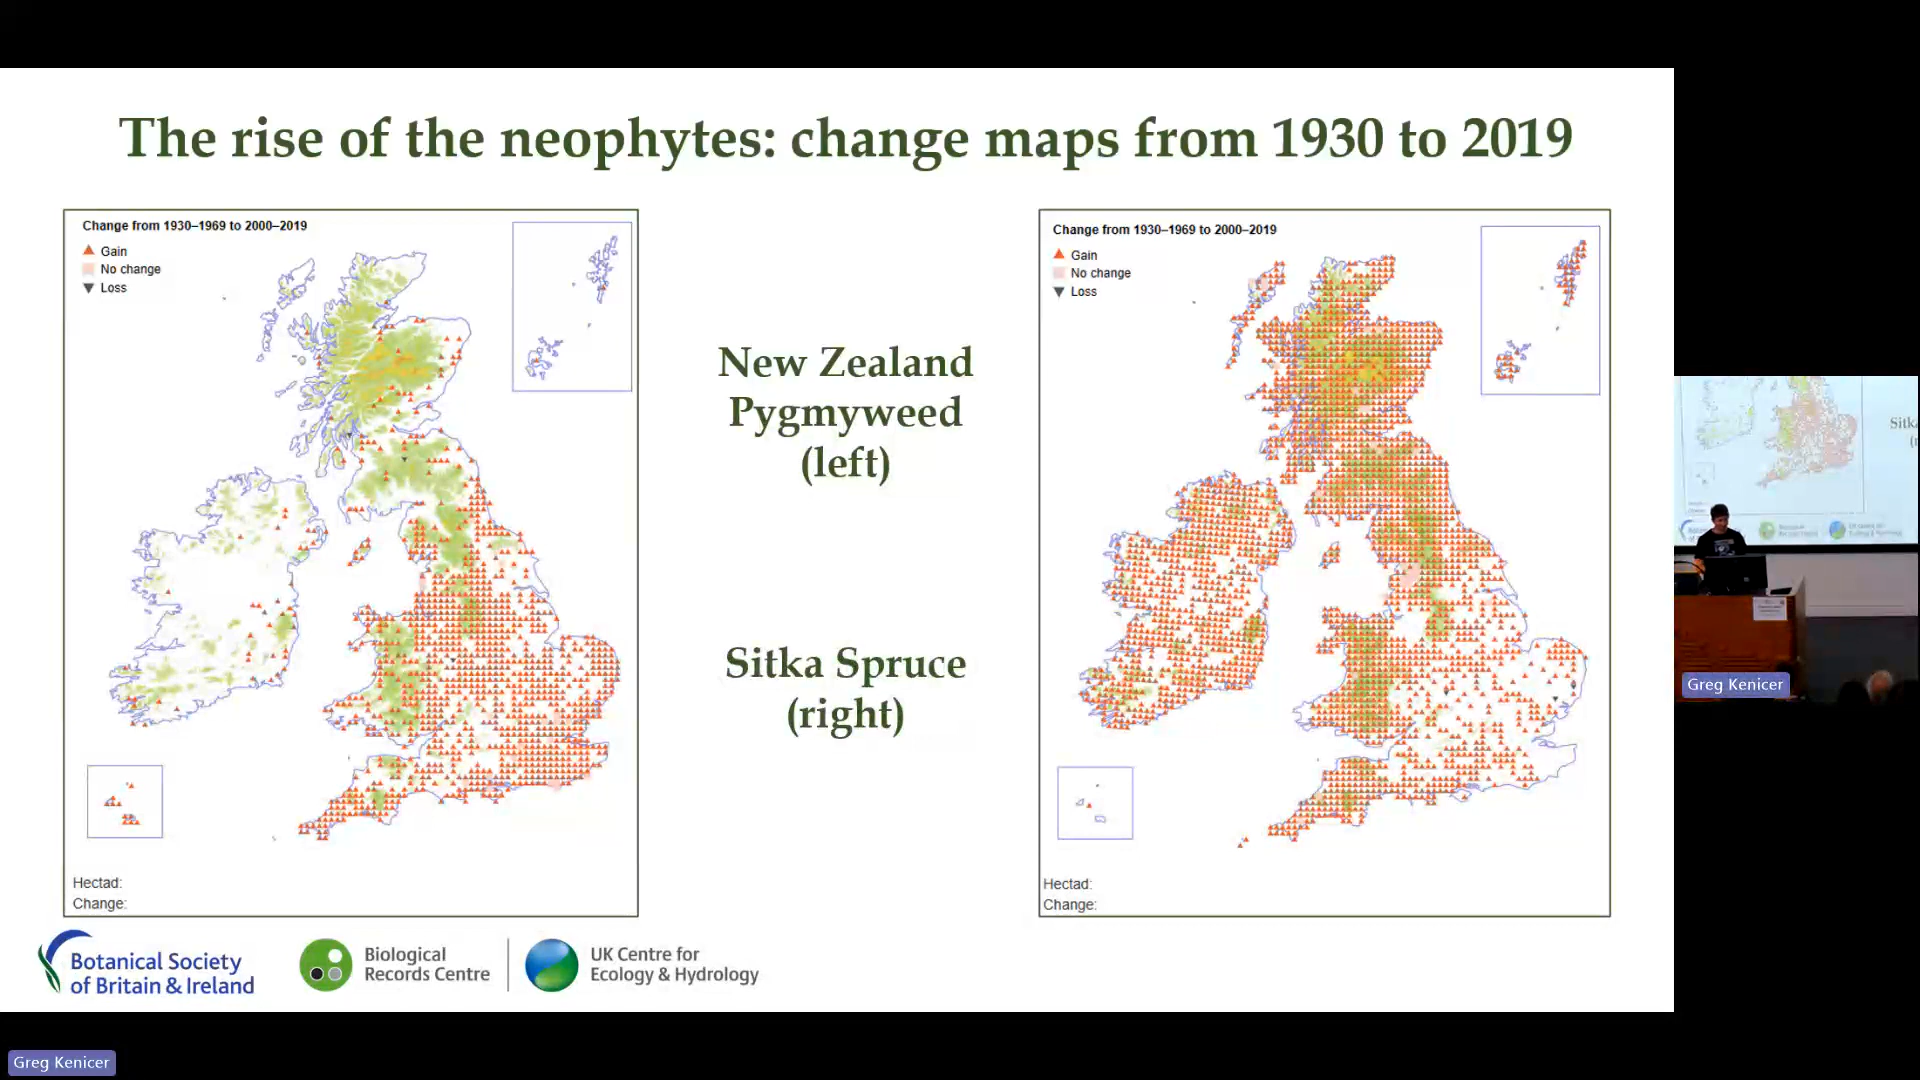 The rise of the neophytes: change maps from 1930 to 2019
Change from 1930–1969 to 2000–2019
Gain
No change
Loss
Hectad:
Change:
New Zealand
Pygmyweed
(left)
Sitka Spruce
(right)
Change from 1930–1969 to 2000–2019
Gain
No change
Loss
Hectad:
Change:
Botanical Society
of Britain & Ireland
Biological
Records Centre
UK Centre for
Ecology & Hydrology
Sitka
Greg Kenicer
Greg Kenicer